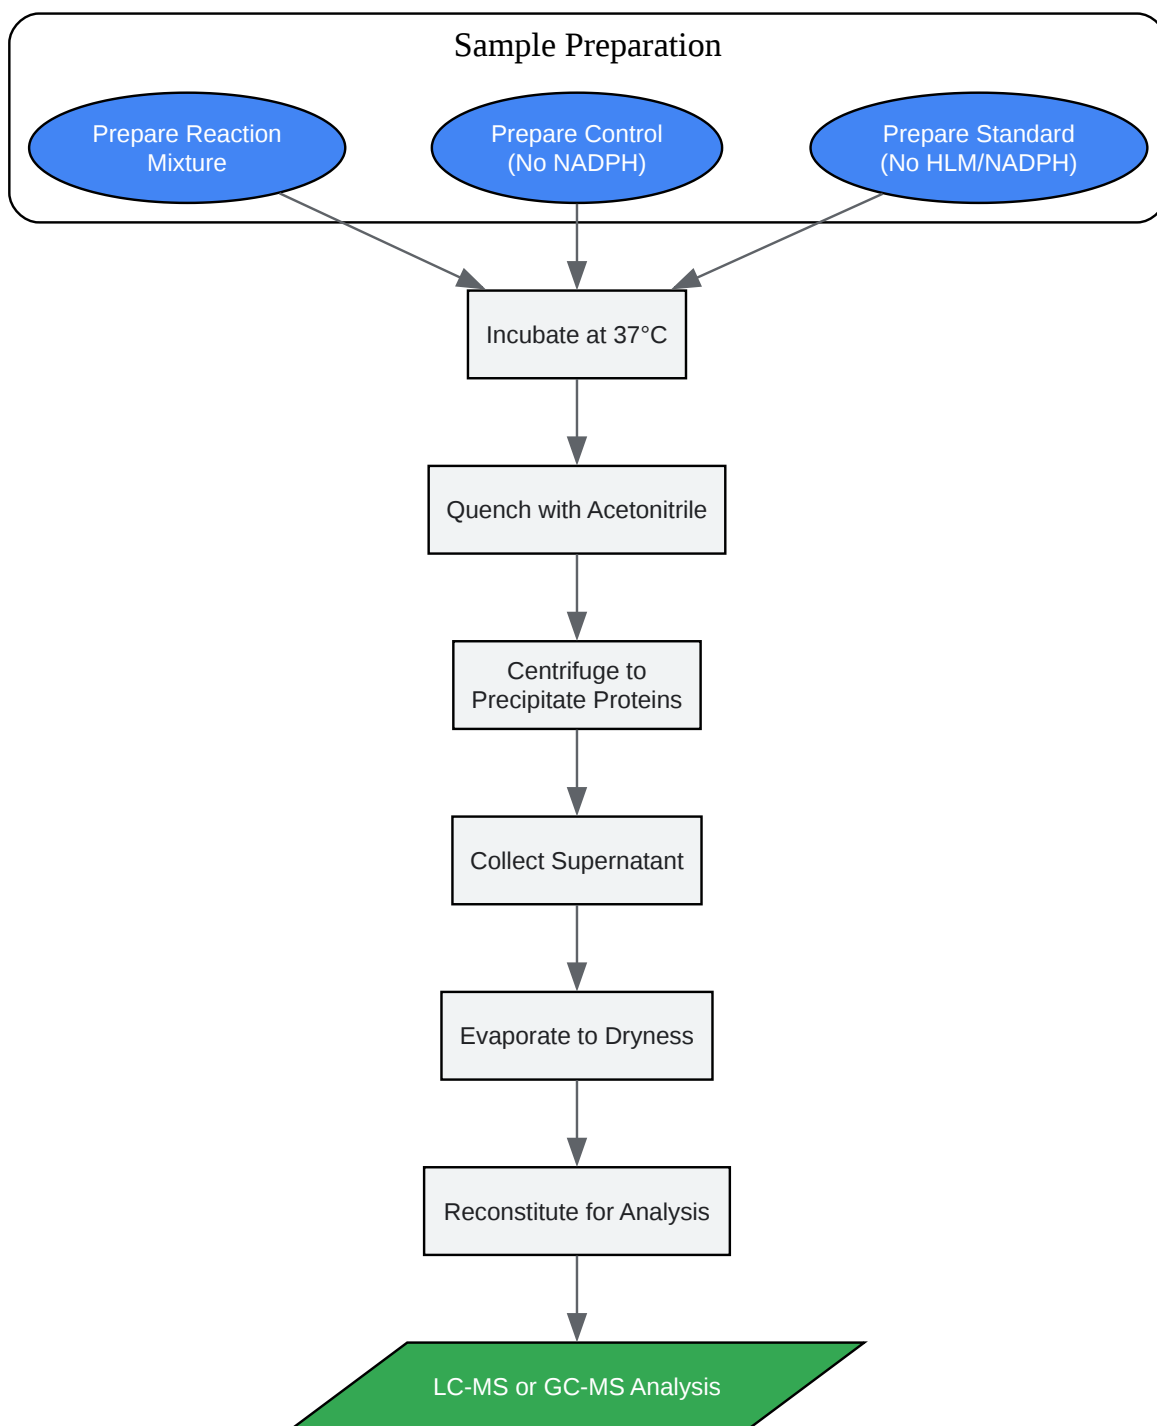 Sample Preparation
Prepare Reaction
Mixture
Prepare Control
(No NADPH)
Prepare Standard
(No HLM/NADPH)
Incubate at 37°C
Quench with Acetonitrile
Centrifuge to
Precipitate Proteins
Collect Supernatant
Evaporate to Dryness
Reconstitute for Analysis
LC-MS or GC-MS Analysis